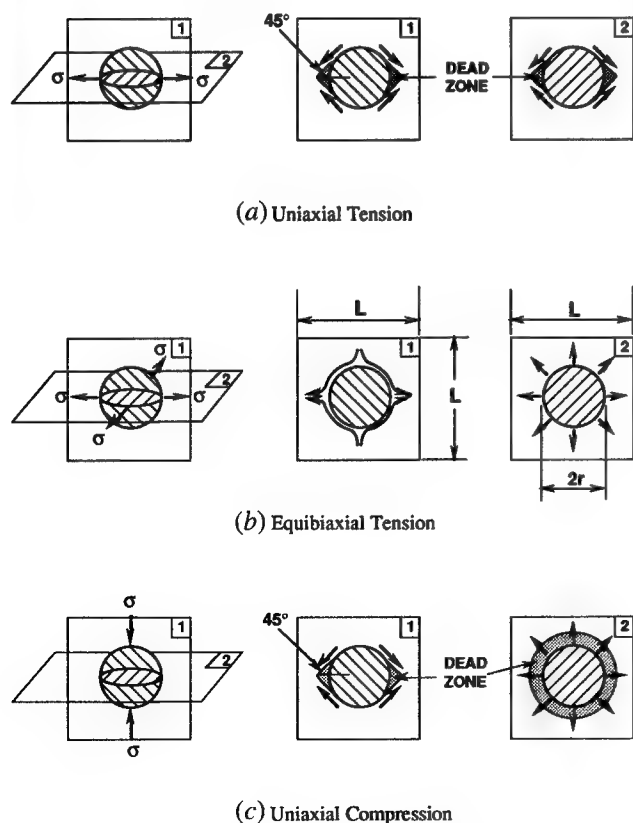 1
2
σ
σ
45°
1
DEAD
ZONE
2
(a) Uniaxial Tension
1
2
σ
σ
σ
σ
L
1
L
L
2
2r
(b) Equibiaxial Tension
σ
1
2
σ
45°
1
DEAD
ZONE
2
(c) Uniaxial Compression